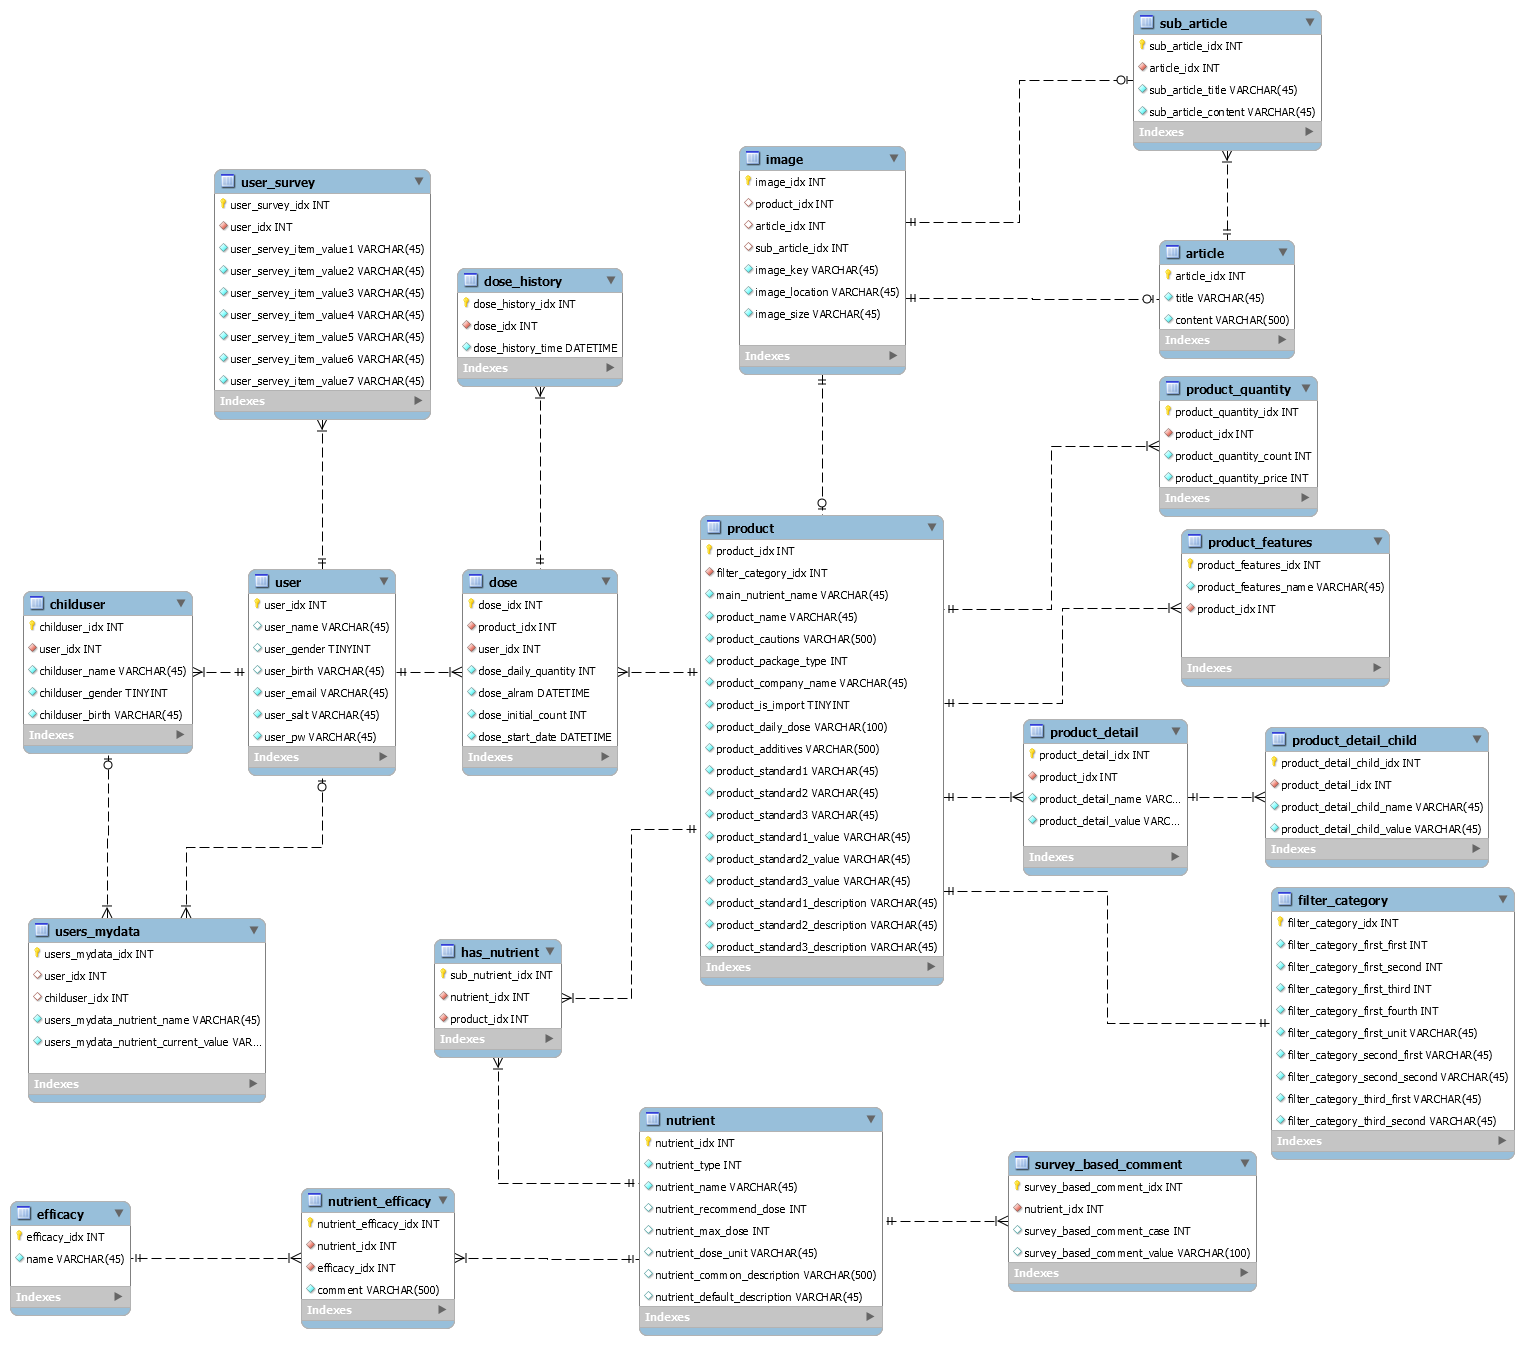 sub_article
sub_article_idx INT
article_idx INT
sub_article_title VARCHAR(45)
sub_article_content VARCHAR(45)
Indexes
image
image_idx INT
product_idx INT
article_idx INT
sub_article_idx INT
image_key VARCHAR(45)
image_location VARCHAR(45)
image_size VARCHAR(45)
Indexes
user_survey
user_survey_idx INT
user_idx INT
user_servey_item_value1 VARCHAR(45)
user_servey_item_value2 VARCHAR(45)
user_servey_item_value3 VARCHAR(45)
user_servey_item_value4 VARCHAR(45)
user_servey_item_value5 VARCHAR(45)
user_servey_item_value6 VARCHAR(45)
user_servey_item_value7 VARCHAR(45)
Indexes
article
article_idx INT
title VARCHAR(45)
content VARCHAR(500)
Indexes
dose_history
dose_history_idx INT
dose_idx INT
dose_history_time DATETIME
Indexes
product_quantity
product_quantity_idx INT
product_idx INT
product_quantity_count INT
product_quantity_price INT
Indexes
product
product_idx INT
filter_category_idx INT
main_nutrient_name VARCHAR(45)
product_name VARCHAR(45)
product_cautions VARCHAR(500)
product_package_type INT
product_company_name VARCHAR(45)
product_is_import TINYINT
product_daily_dose VARCHAR(100)
product_additives VARCHAR(500)
product_standard1 VARCHAR(45)
product_standard2 VARCHAR(45)
product_standard3 VARCHAR(45)
product_standard1_value VARCHAR(45)
product_standard2_value VARCHAR(45)
product_standard3_value VARCHAR(45)
product_standard1_description VARCHAR(45)
product_standard2_description VARCHAR(45)
product_standard3_description VARCHAR(45)
Indexes
product_features
product_features_idx INT
product_features_name VARCHAR(45)
product_idx INT
Indexes
childuser
childuser_idx INT
user_idx INT
childuser_name VARCHAR(45)
childuser_gender TINYINT
childuser_birth VARCHAR(45)
Indexes
user
user_idx INT
user_name VARCHAR(45)
user_gender TINYINT
user_birth VARCHAR(45)
user_email VARCHAR(45)
user_salt VARCHAR(45)
user_pw VARCHAR(45)
Indexes
dose
dose_idx INT
product_idx INT
user_idx INT
dose_daily_quantity INT
dose_alram DATETIME
dose_initial_count INT
dose_start_date DATETIME
Indexes
product_detail
product_detail_idx INT
product_idx INT
product_detail_name VARC...
product_detail_value VARC...
Indexes
product_detail_child
product_detail_child_idx INT
product_detail_idx INT
product_detail_child_name VARCHAR(45)
product_detail_child_value VARCHAR(45)
Indexes
filter_category
filter_category_idx INT
filter_category_first_first INT
filter_category_first_second INT
filter_category_first_third INT
filter_category_first_fourth INT
filter_category_first_unit VARCHAR(45)
filter_category_second_first VARCHAR(45)
filter_category_second_second VARCHAR(45)
filter_category_third_first VARCHAR(45)
filter_category_third_second VARCHAR(45)
Indexes
users_mydata
users_mydata_idx INT
user_idx INT
childuser_idx INT
users_mydata_nutrient_name VARCHAR(45)
users_mydata_nutrient_current_value VAR...
Indexes
has_nutrient
sub_nutrient_idx INT
nutrient_idx INT
product_idx INT
Indexes
nutrient
nutrient_idx INT
nutrient_type INT
nutrient_name VARCHAR(45)
nutrient_recommend_dose INT
nutrient_max_dose INT
nutrient_dose_unit VARCHAR(45)
nutrient_common_description VARCHAR(500)
nutrient_default_description VARCHAR(45)
Indexes
survey_based_comment
survey_based_comment_idx INT
nutrient_idx INT
survey_based_comment_case INT
survey_based_comment_value VARCHAR(100)
Indexes
efficacy
efficacy_idx INT
name VARCHAR(45)
Indexes
nutrient_efficacy
nutrient_efficacy_idx INT
nutrient_idx INT
efficacy_idx INT
comment VARCHAR(500)
Indexes